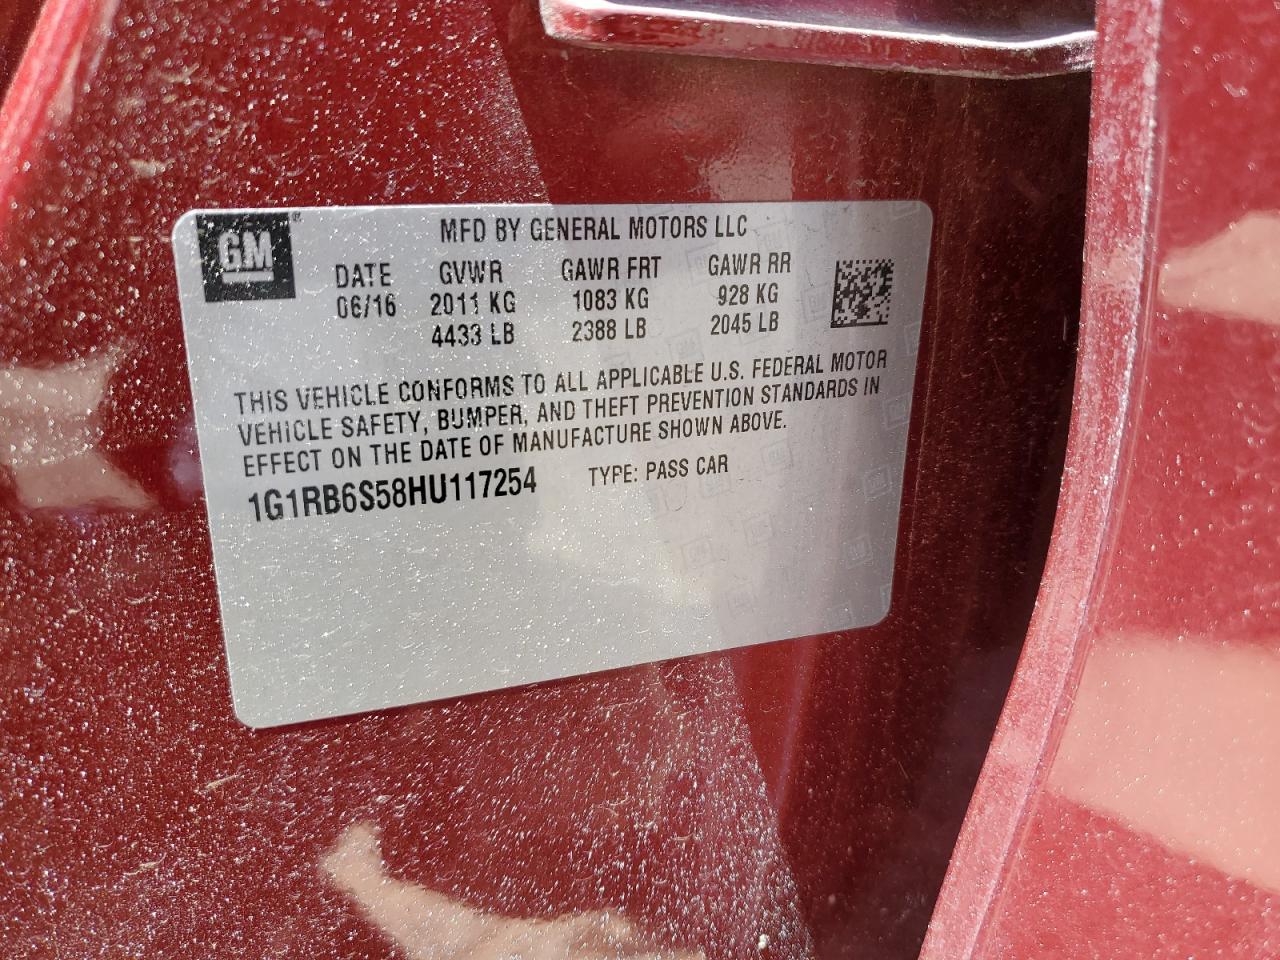 GM®
MFD BY GENERAL MOTORS LLC
DATE GVWR GAWR FRT GAWR RR
06/16 2011 KG 1083 KG 928 KG
4433 LB 2388 LB 2045 LB
THIS VEHICLE CONFORMS TO ALL APPLICABLE U.S. FEDERAL MOTOR
VEHICLE SAFETY, BUMPER, AND THEFT PREVENTION STANDARDS IN
EFFECT ON THE DATE OF MANUFACTURE SHOWN ABOVE.
1G1RB6S58HU117254 TYPE: PASS CAR